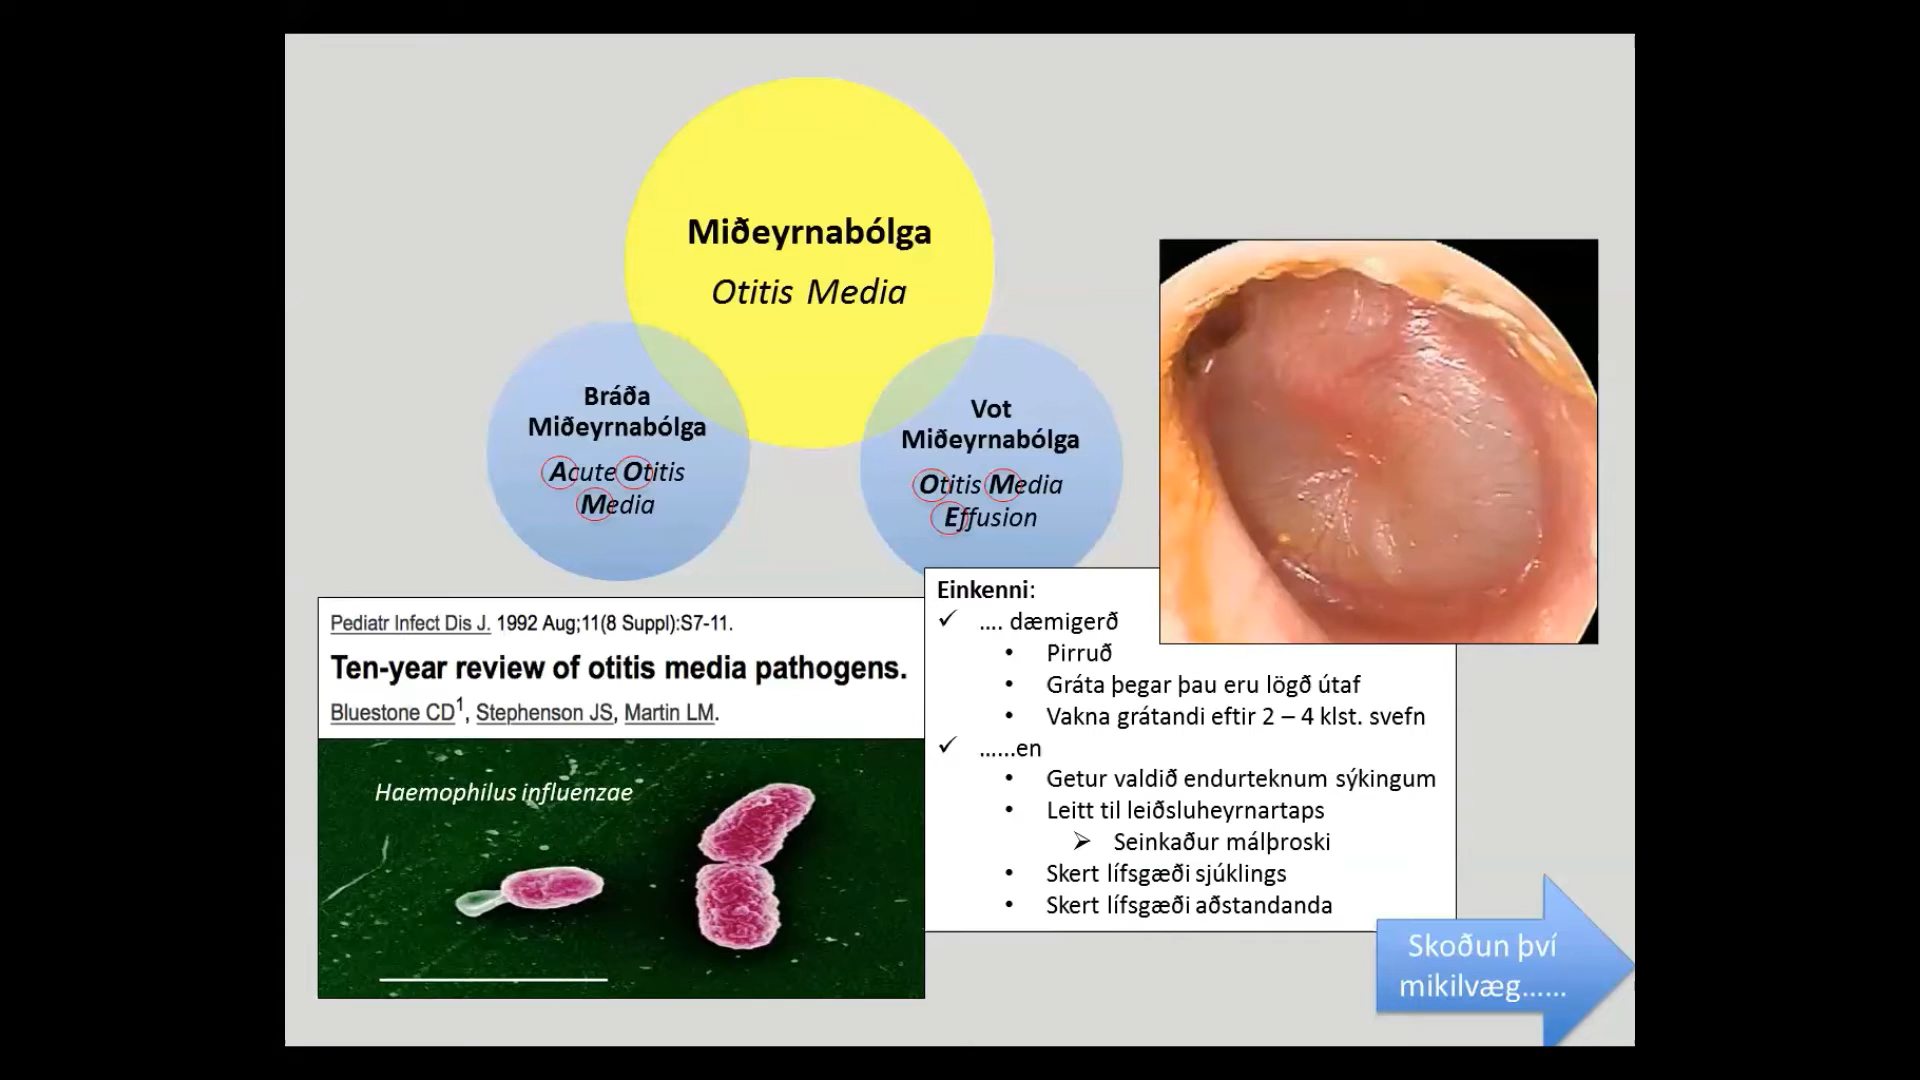 Miðeyrnabólga
Otitis Media
Bráða
Miðeyrnabólga
Acute Otitis
Media
Vot
Miðeyrnabólga
Otitis Media
Effusion
Pediatr Infect Dis J. 1992 Aug;11(8 Suppl):S7-11.
Ten-year review of otitis media pathogens.
Bluestone CD1, Stephenson JS, Martin LM.
Haemophilus influenzae
Einkenni:
✓ .... dæmigerð
• Pirruð
• Gráta þegar þau eru lögð útaf
• Vakna grátandi eftir 2 – 4 klst. svefn
✓ ......en
• Getur valdið endurteknum sýkingum
• Leitt til leiðsluheyrnartaps
➢ Seinkaður málþroski
• Skert lífsgæði sjúklings
• Skert lífsgæði aðstandanda
Skoðun því
mikilvæg......